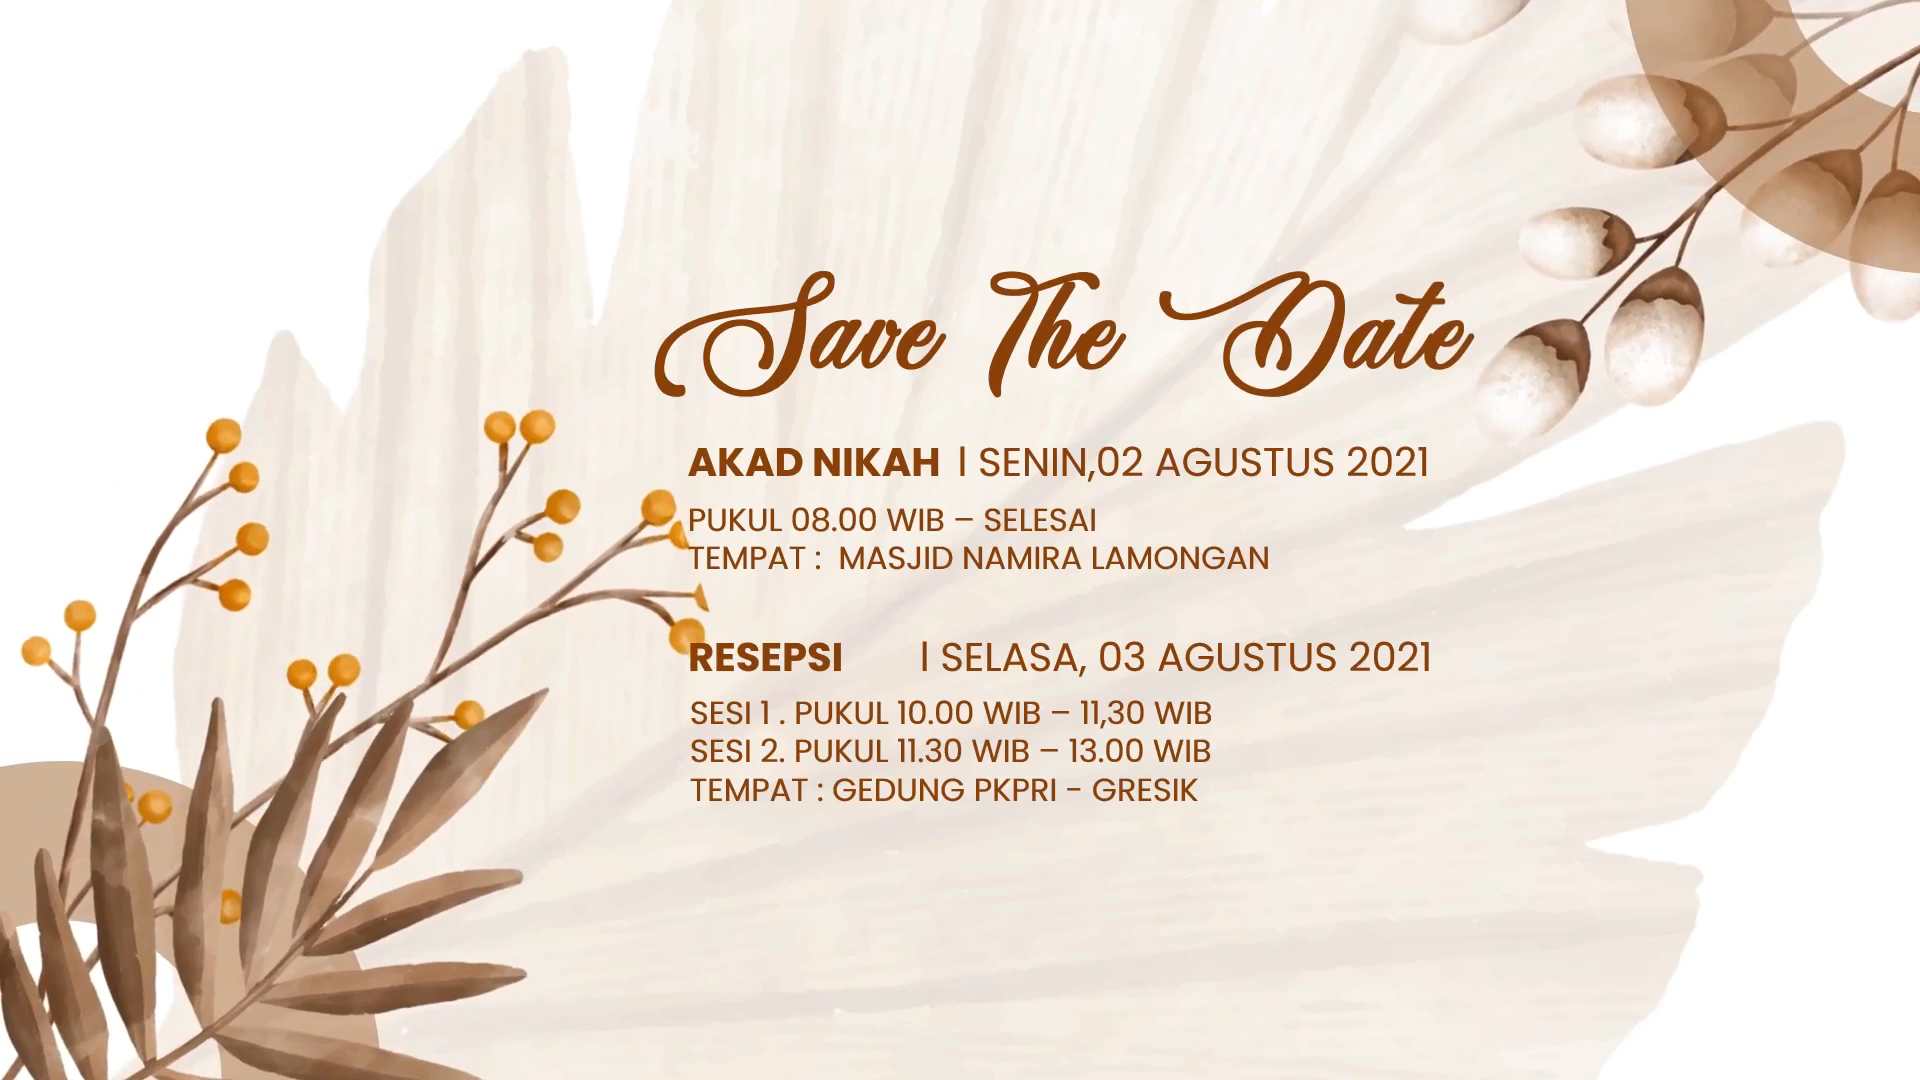 Save The Date
AKAD NIKAH | SENIN,02 AGUSTUS 2021
PUKUL 08.00 WIB – SELESAI
TEMPAT : MASJID NAMIRA LAMONGAN
RESEPSI | SELASA, 03 AGUSTUS 2021
SESI 1 . PUKUL 10.00 WIB – 11,30 WIB
SESI 2. PUKUL 11.30 WIB – 13.00 WIB
TEMPAT : GEDUNG PKPRI - GRESIK